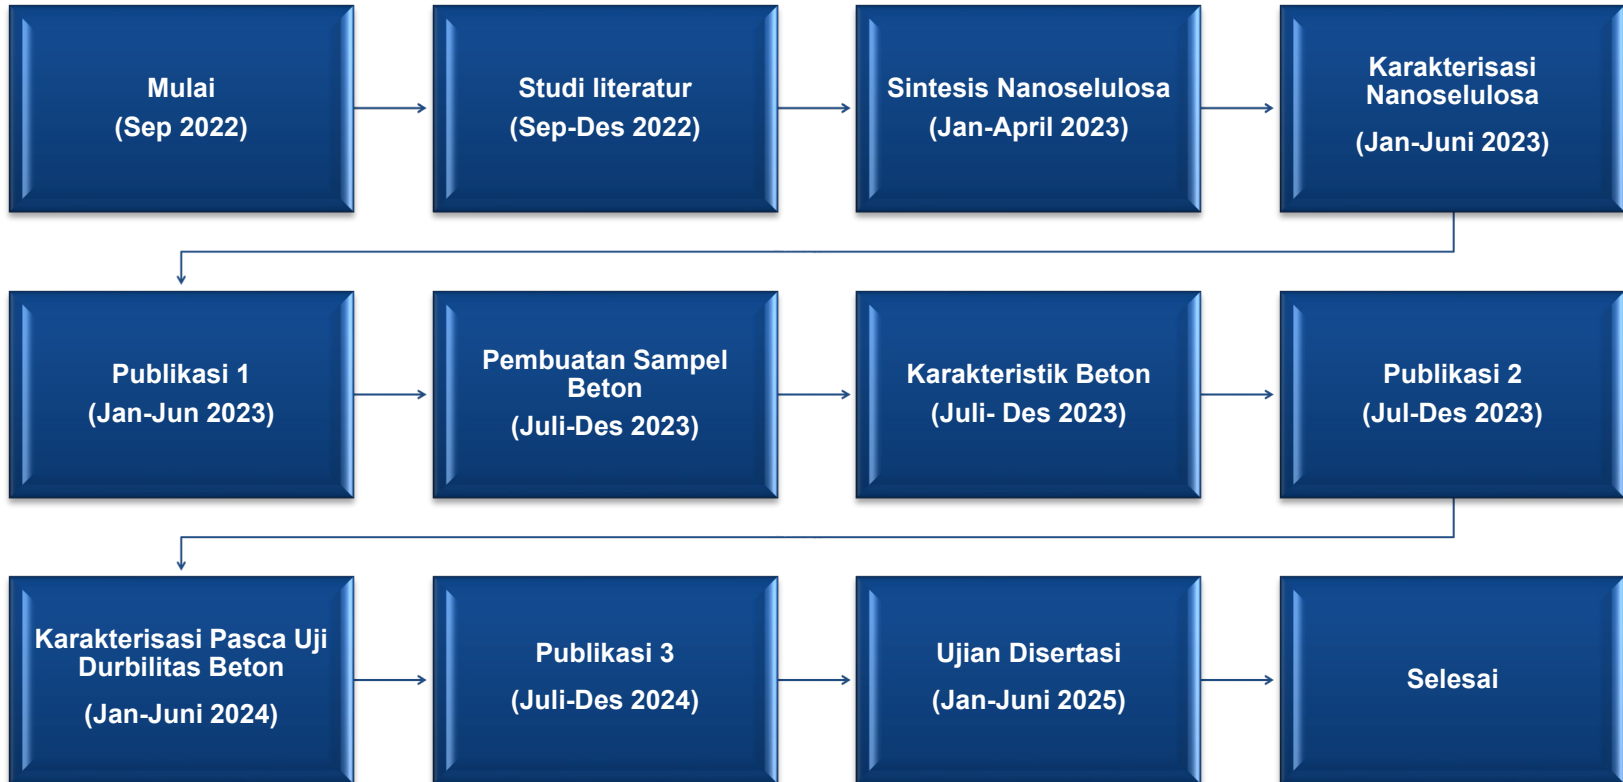 Mulai
(Sep 2022)
Studi literatur
(Sep-Des 2022)
Sintesis Nanoselulosa
(Jan-April 2023)
Karakterisasi
Nanoselulosa
(Jan-Juni 2023)
Publikasi 1
(Jan-Jun 2023)
Pembuatan Sampel
Beton
(Juli-Des 2023)
Karakteristik Beton
(Juli- Des 2023)
Publikasi 2
(Jul-Des 2023)
Karakterisasi Pasca Uji
Durbilitas Beton
(Jan-Juni 2024)
Publikasi 3
(Juli-Des 2024)
Ujian Disertasi
(Jan-Juni 2025)
Selesai